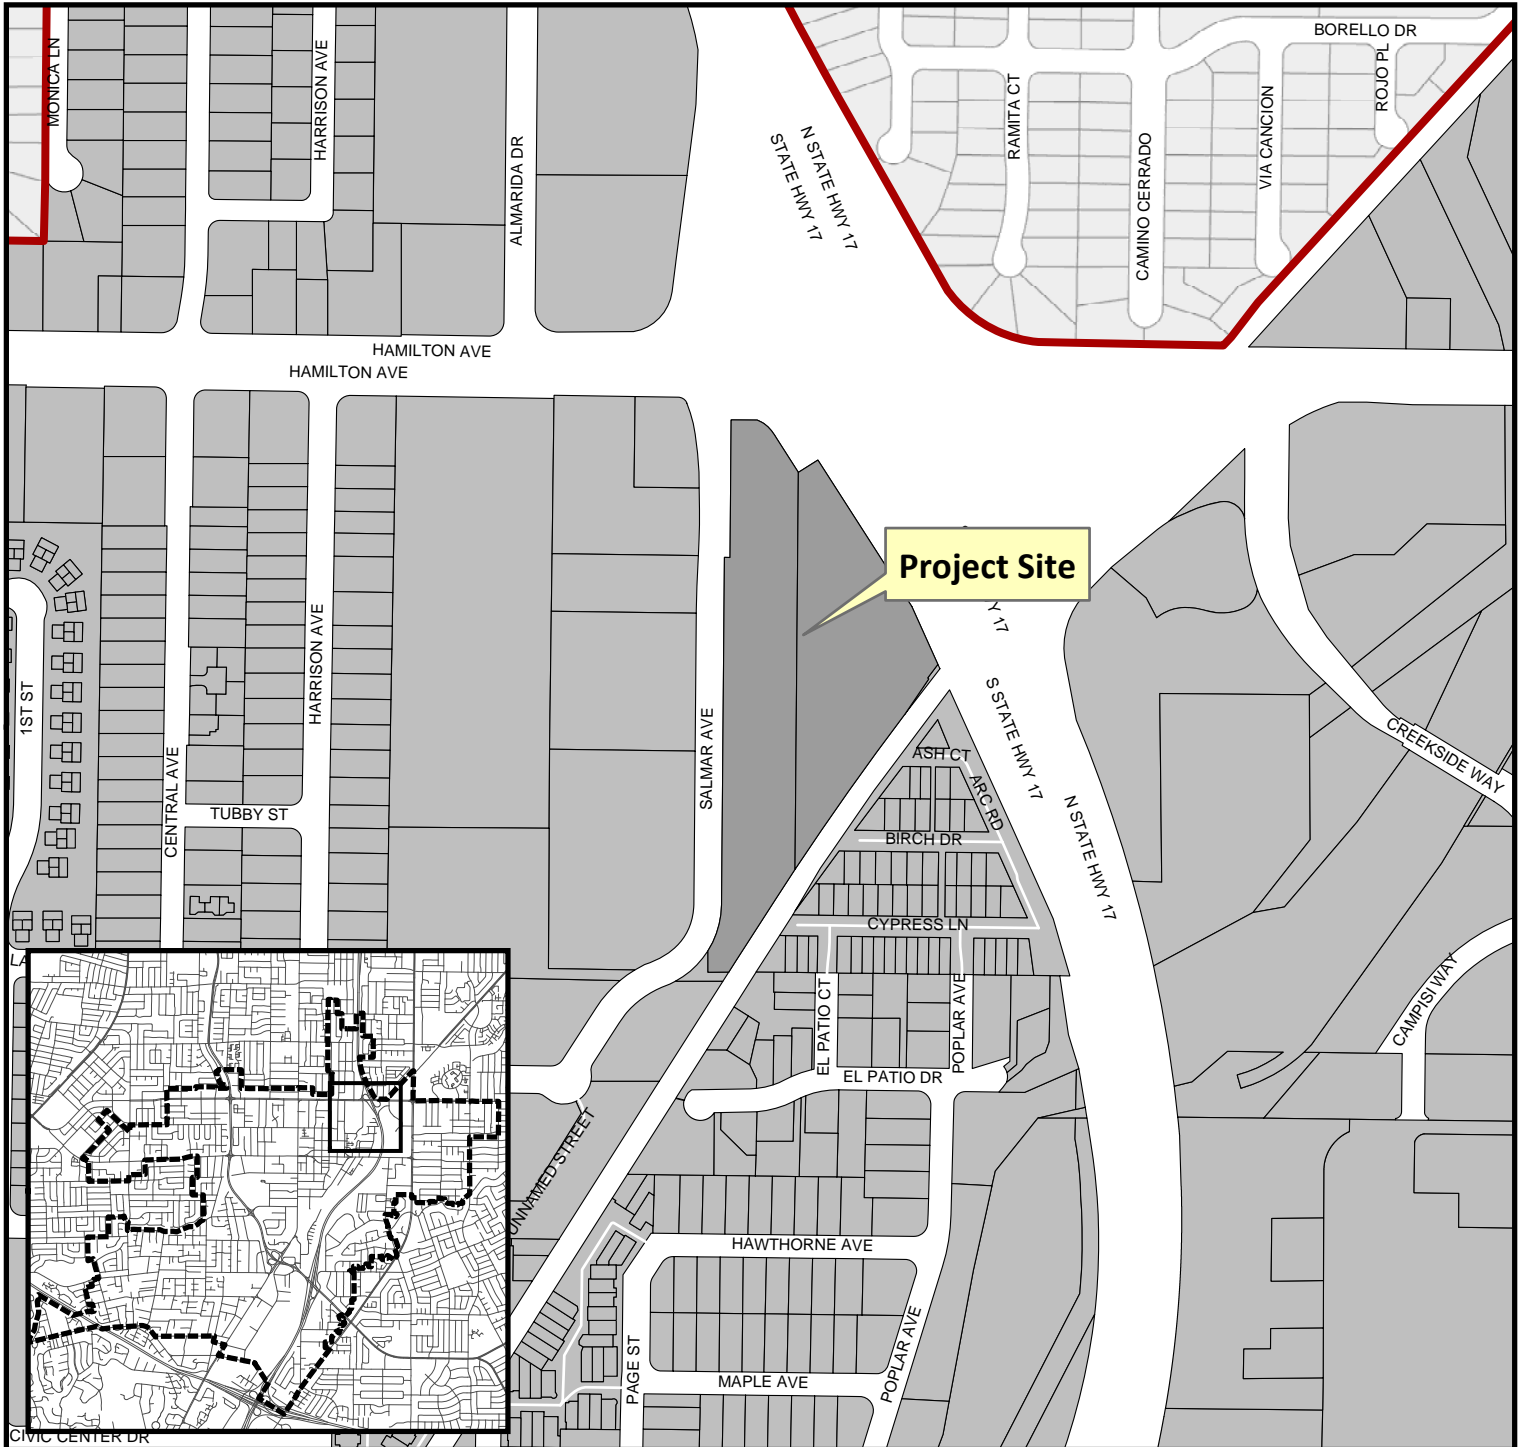 BORELLO DR
MONICA LN
HARRISON AVE
ALMARIDA DR
N STATE HWY 17
STATE HWY 17
RAMITA CT
CAMINO CERRADO
VIA CANCION
ROJO PL
HAMILTON AVE
HAMILTON AVE
Project Site
Y 17
1ST ST
CENTRAL AVE
HARRISON AVE
TUBBY ST
SALMAR AVE
S STATE HWY 17
N STATE HWY 17
CREEKSIDE WAY
ASH CT
ARC RD
BIRCH DR
CYPRESS LN
LA
EL PATIO CT
POPLAR AVE
EL PATIO DR
CAMPISI WAY
UNNAMED STREET
HAWTHORNE AVE
PAGE ST
MAPLE AVE
POPLAR AVE
CIVIC CENTER DR